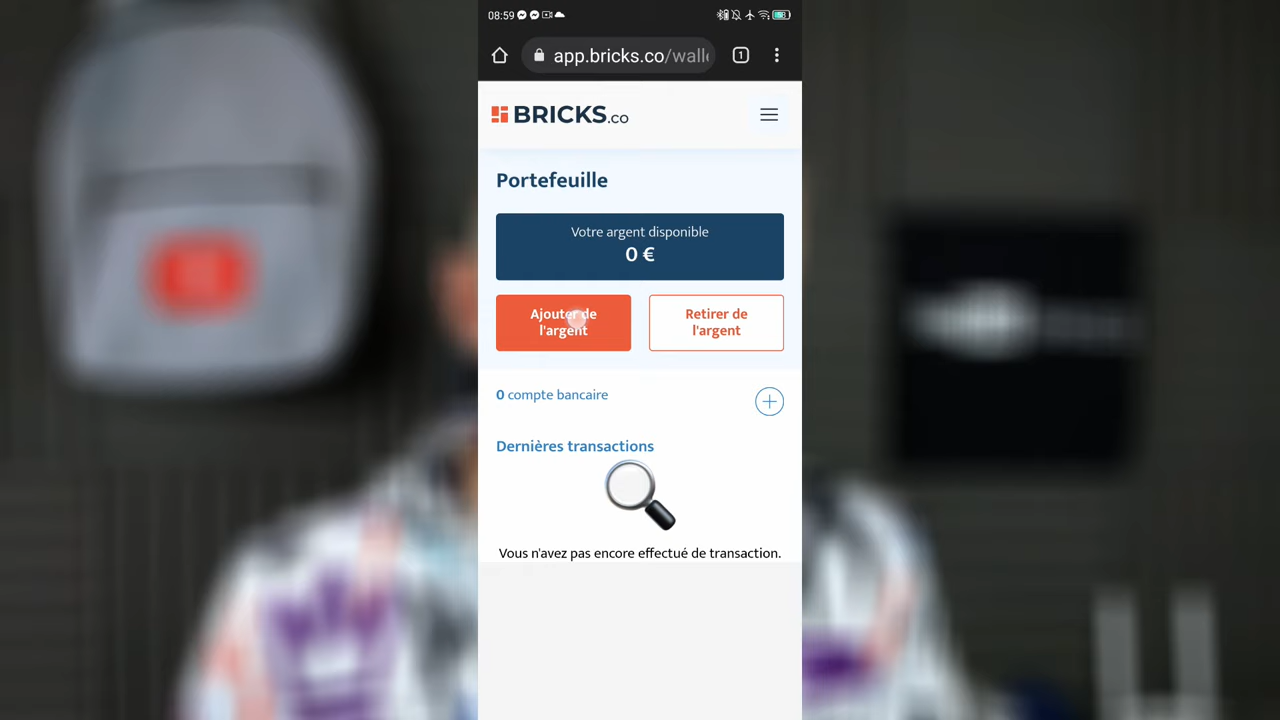 08:59
app.bricks.co/wall
1
BRICKS.co
Portefeuille
Votre argent disponible
0 €
Ajouter de
l'argent
Retirer de
l'argent
0 compte bancaire
Dernières transactions
Vous n'avez pas encore effectué de transaction.